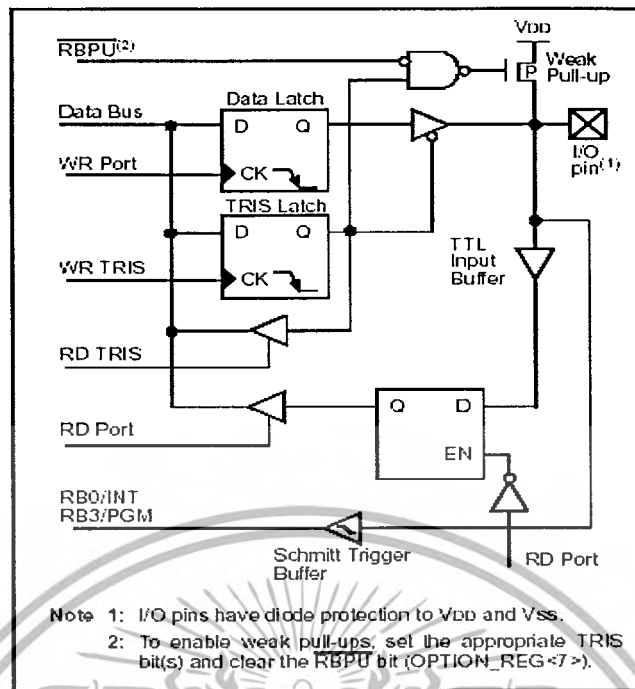 VDD
RBPU(2)
P
Weak
Pull-up
Data Bus
Data Latch
D Q
I/O
pin(1)
WR Port
CK
TRIS Latch
D Q
TTL
Input
Buffer
WR TRIS
CK
RD TRIS
Q D
RD Port
EN
RB0/INT
RB3/PGM
Schmitt Trigger
Buffer
RD Port
Note 1: I/O pins have diode protection to VDD and VSS.
2: To enable weak pull-ups, set the appropriate TRIS
bit(s) and clear the RBPU bit (OPTION_REG<7>).